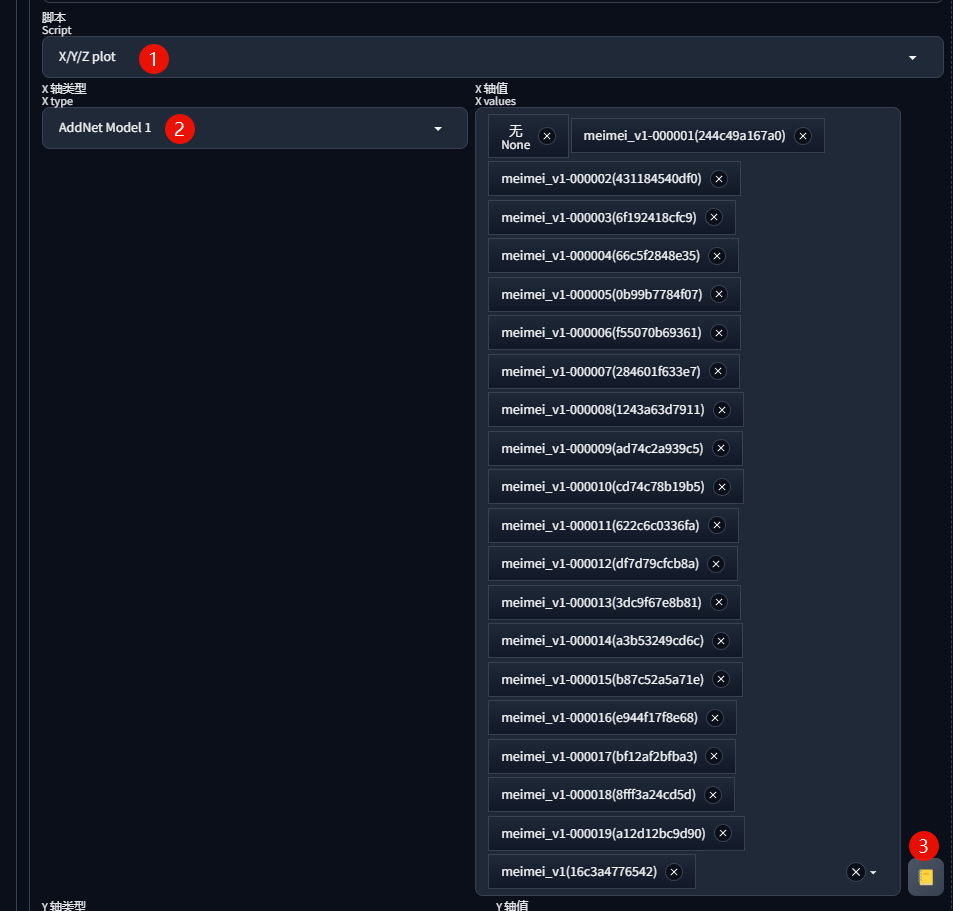 脚本
Script
X/Y/Z plot 1
X 轴类型
X type
AddNet Model 1 2
X 轴值
X values
无
None
meimei_v1-000001(244c49a167a0)
meimei_v1-000002(431184540df0)
meimei_v1-000003(6f192418cfc9)
meimei_v1-000004(66c5f2848e35)
meimei_v1-000005(0b99b7784f07)
meimei_v1-000006(f55070b69361)
meimei_v1-000007(284601f633e7)
meimei_v1-000008(1243a63d7911)
meimei_v1-000009(ad74c2a939c5)
meimei_v1-000010(cd74c78b19b5)
meimei_v1-000011(622c6c0336fa)
meimei_v1-000012(df7d79cfcb8a)
meimei_v1-000013(3dc9f67e8b81)
meimei_v1-000014(a3b53249cd6c)
meimei_v1-000015(b87c52a5a71e)
meimei_v1-000016(e944f17f8e68)
meimei_v1-000017(bf12af2bfba3)
meimei_v1-000018(8fff3a24cd5d)
meimei_v1-000019(a12d12bc9d90)
meimei_v1(16c3a4776542)
3
Y 轴类型
Y 轴值